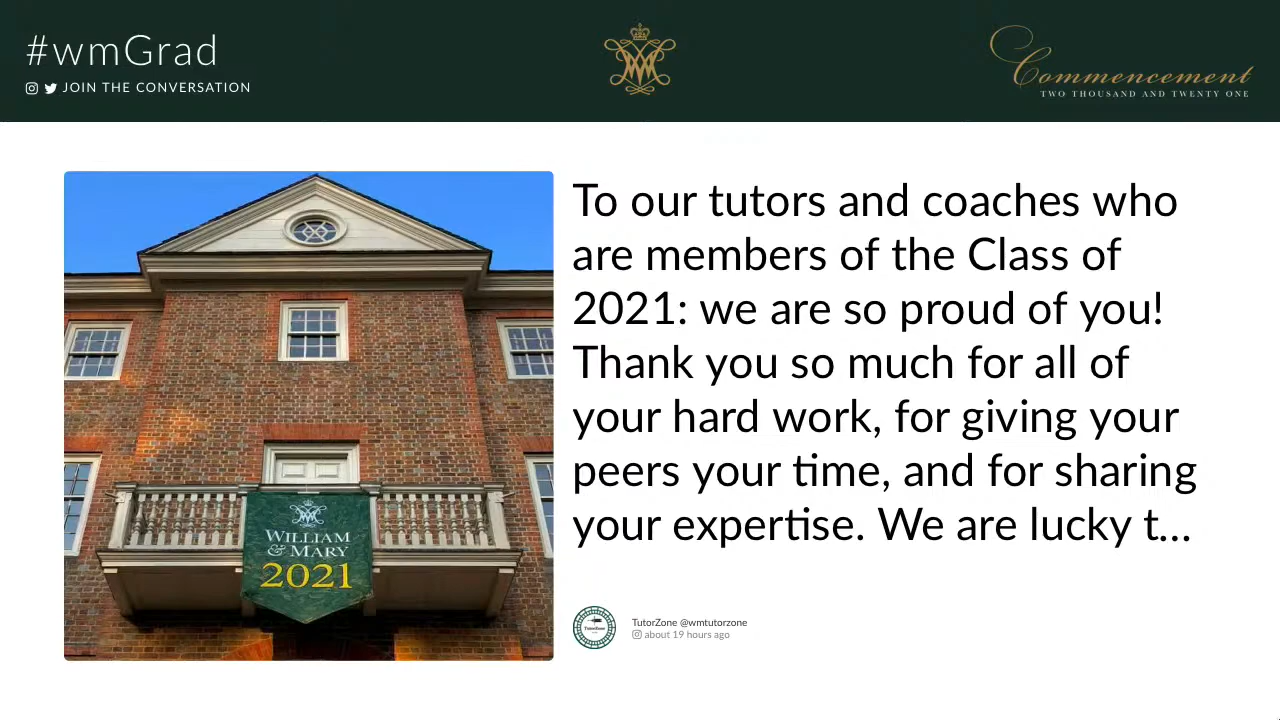 #wmGrad
JOIN THE CONVERSATION
Commencement
TWO THOUSAND AND TWENTY ONE
To our tutors and coaches who
are members of the Class of
2021: we are so proud of you!
Thank you so much for all of
your hard work, for giving your
peers your time, and for sharing
your expertise. We are lucky t...
WILLIAM
& MARY
2021
TutorZone
TutorZone @wmtutorzone
about 19 hours ago